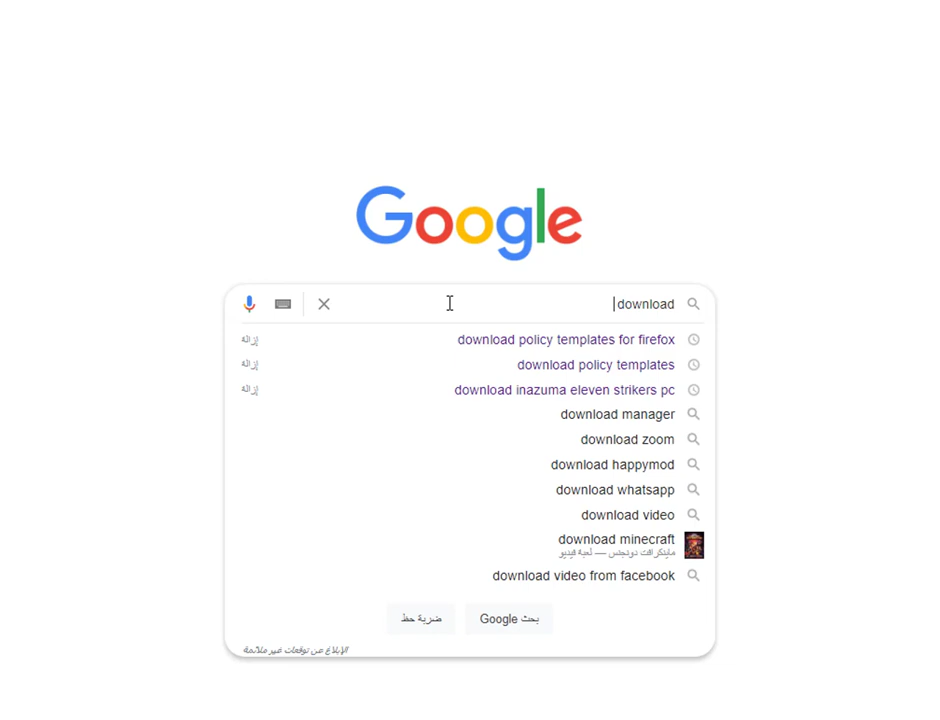 Google
download
download policy templates for firefox
إزالة
download policy templates
إزالة
download inazuma eleven strikers pc
إزالة
download manager
download zoom
download happymod
download whatsapp
download video
download minecraft
ماينكرافت دونجنس — لعبة فيديو
download video from facebook
بحث Google
ضربة حظ
الإبلاغ عن توقعات غير ملائمة